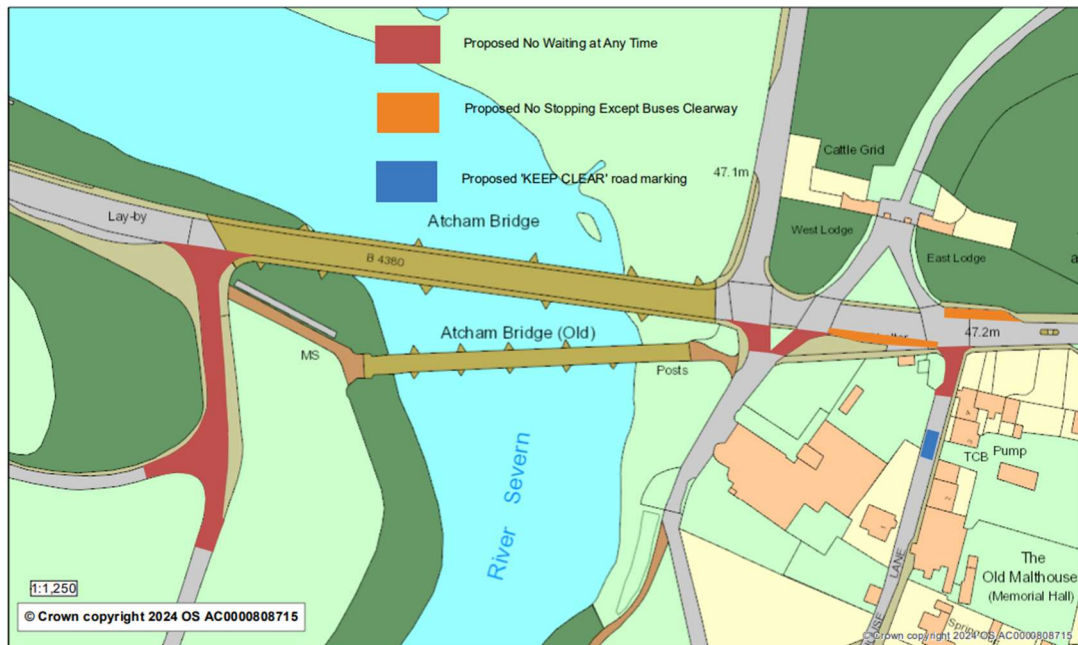 Proposed No Waiting at Any Time
Proposed No Stopping Except Buses Clearway
Proposed 'KEEP CLEAR' road marking
Cattle Grid
47.1m
Lay-by
Atcham Bridge
West Lodge
B 4380
East Lodge
Atcham Bridge (Old)
47.2m
MS
Posts
TCB
Pump
River Severn
LANE
The
Old Malthouse
(Memorial Hall)
1:1,250
© Crown copyright 2024 OS AC0000808715
© Crown copyright 2024 OS AC0000808715